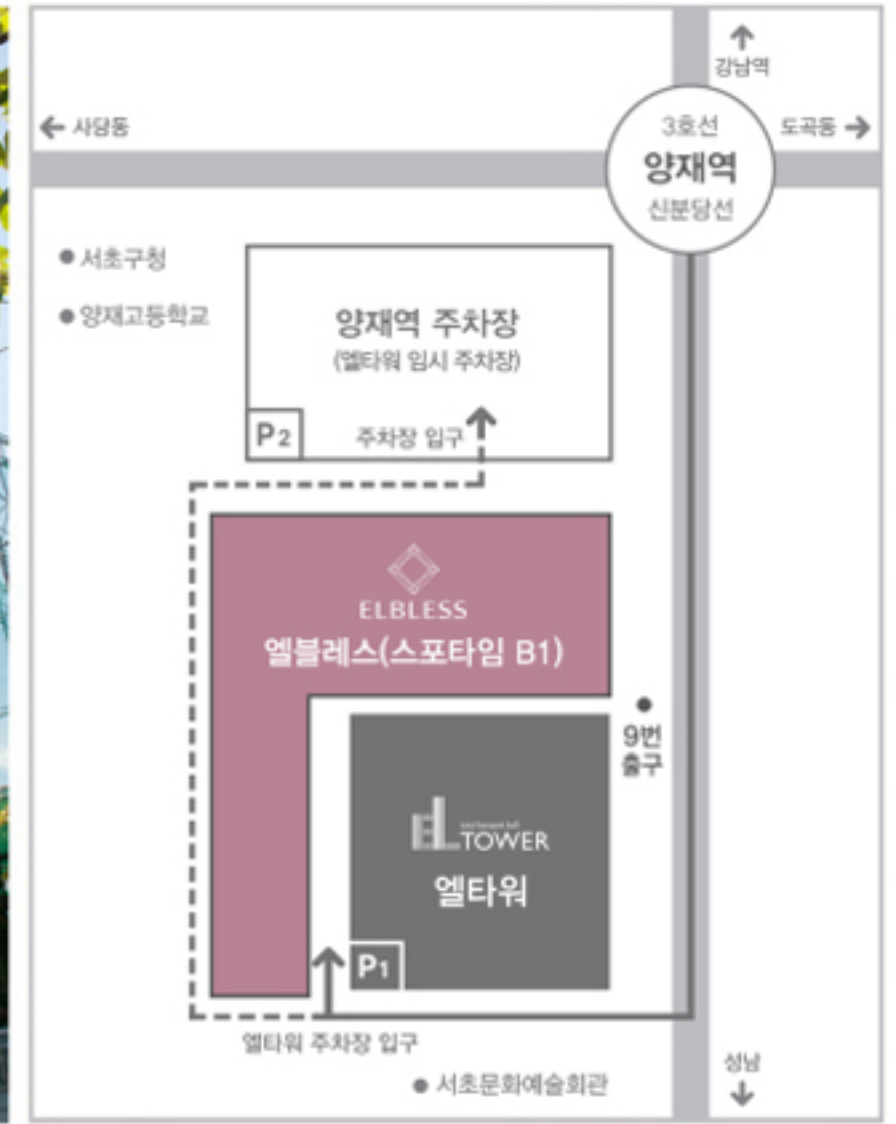 강남역
사당동
3호선
도곡동
양재역
신분당선
서초구청
양재고등학교
양재역 주차장
(엘타워 임시 주차장)
P2
주차장 입구
ELBLESS
엘블레스(스포타임 B1)
9번
출구
EL TOWER
엘타워
P1
엘타워 주차장 입구
성남
서초문화예술회관